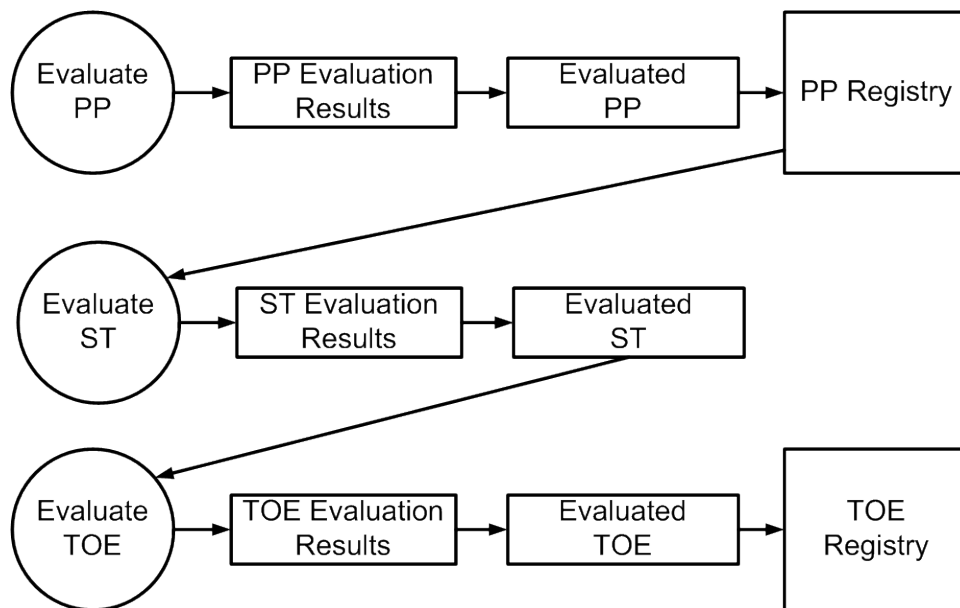 Evaluate
PP
PP Evaluation
Results
Evaluated
PP
PP Registry
Evaluate
ST
ST Evaluation
Results
Evaluated
ST
Evaluate
TOE
TOE Evaluation
Results
Evaluated
TOE
TOE
Registry